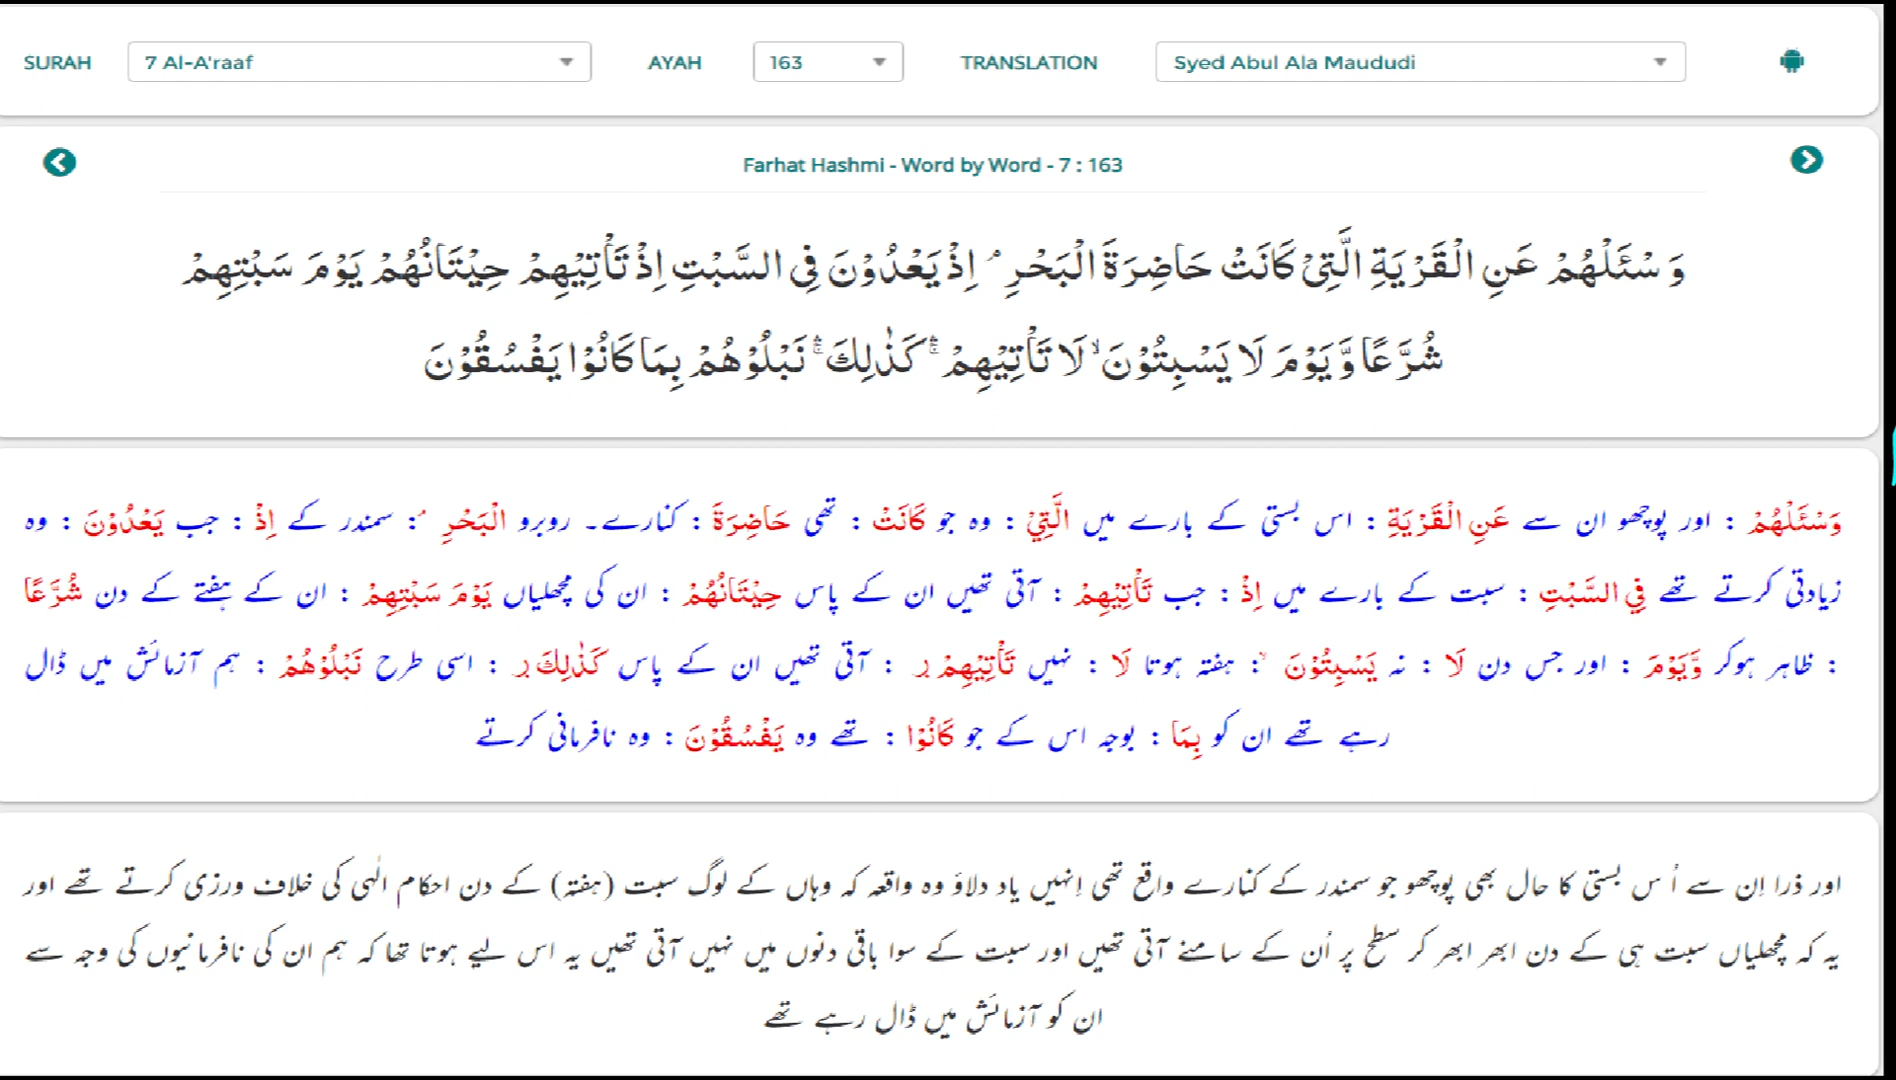 SURAH 7 Al-A'raaf AYAH 163 TRANSLATION Syed Abul Ala Maududi
Farhat Hashmi - Word by Word - 7 : 163
وَ سْئَلْهُمْ عَنِ الْقَرْيَةِ الَّتِیْ كَانَتْ حَاضِرَةَ الْبَحْرِ ۘ اِذْ یَعْدُوْنَ فِی السَّبْتِ اِذْ تَاْتِیْهِمْ حِیْتَانُهُمْ یَوْمَ سَبْتِهِمْ
شُرَّعًا وَّ یَوْمَ لَا یَسْبِتُوْنَ ۙ لَا تَاْتِیْهِمْ ۛۚ كَذٰلِكَ ۛۚ نَبْلُوْهُمْ بِمَا كَانُوْا یَفْسُقُوْنَ
وَسْئَلْهُمْ : اور پوچھو ان سے عَنِ الْقَرْيَةِ : اس بستی کے بارے میں الَّتِيْ : وہ جو كَانَتْ : تھی حَاضِرَةَ : کنارے۔ روبرو الْبَحْرِ ۘ : سمندر کے اِذْ : جب يَعْدُوْنَ : وہ
زیادتی کرتے تھے فِي السَّبْتِ : سبت کے بارے میں اِذْ : جب تَاْتِيْهِمْ : آتی تھیں ان کے پاس حِيْتَانُهُمْ : ان کی مچھلیاں يَوْمَ سَبْتِهِمْ : ان کے ہفتے کے دن شُرَّعًا
: ظاہر ہوکر وَّيَوْمَ : اور جس دن لَا : نہ يَسْبِتُوْنَ ۙ : ہفتہ ہوتا لَا : نہیں تَاْتِيْهِمْ ڔ : آتی تھیں ان کے پاس كَذٰلِكَ ڔ : اسی طرح نَبْلُوْهُمْ : ہم آزمائش میں ڈال
رہے تھے ان کو بِمَا : بوجہ اس کے جو كَانُوْا : تھے وہ يَفْسُقُوْنَ : وہ نافرمانی کرتے
اور ذرا اِن سے اُ س بستی کا حال بھی پوچھو جو سمندر کے کنارے واقع تھی اِنہیں یاد دلاؤ وہ واقعہ کہ وہاں کے لوگ سبت (ہفتہ) کے دن احکام الٰہی کی خلاف ورزی کرتے تھے اور
یہ کہ مچھلیاں سبت ہی کے دن ابھر ابھر کر سطح پر اُن کے سامنے آتی تھیں اور سبت کے سوا باقی دنوں میں نہیں آتی تھیں یہ اس لیے ہوتا تھا کہ ہم ان کی نافرمانیوں کی وجہ سے
ان کو آزمائش میں ڈال رہے تھے